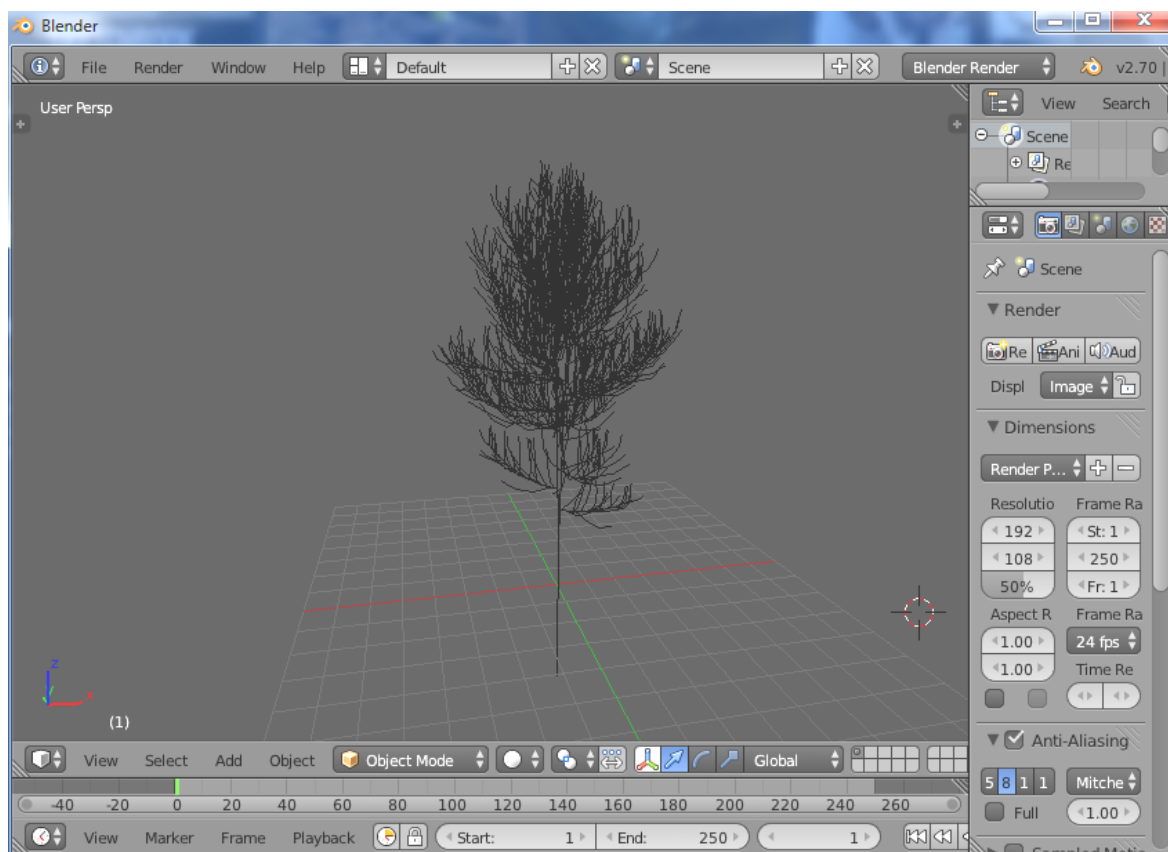 Blender
File Render Window Help Default Scene Blender Render v2.70
User Persp
View Search
Scene
Re
Scene
Render
Re Ani Aud
Displ Image
Dimensions
Render P...
Resolutio Frame Ra
192 St: 1
108 250
50% Fr: 1
Aspect R Frame Ra
1.00 24 fps
1.00 Time Re
z
x
(1)
Anti-Aliasing
View Select Add Object Object Mode Global
5 8 1 1 Mitche
-40 -20 0 20 40 60 80 100 120 140 160 180 200 220 240 260
Full 1.00
View Marker Frame Playback Start: 1 End: 250 1